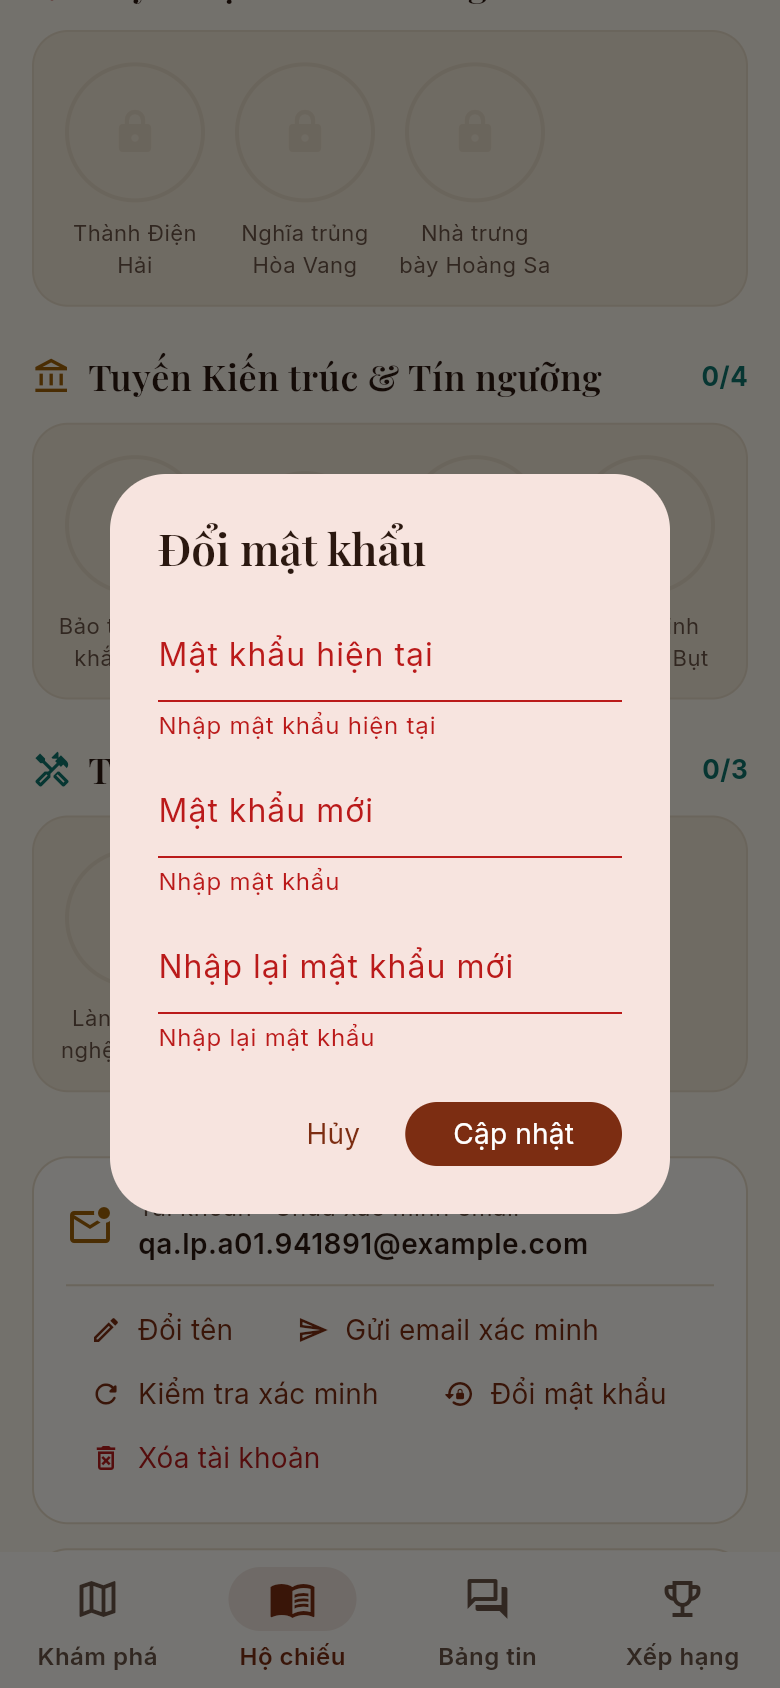 Thành Điện
Hải
Nghĩa trủng
Hòa Vang
Nhà trưng
bày Hoàng Sa
Tuyến Kiến trúc & Tín ngưỡng
0/4
Đổi mật khẩu
Mật khẩu hiện tại
Nhập mật khẩu hiện tại
Mật khẩu mới
Nhập mật khẩu
Nhập lại mật khẩu mới
Nhập lại mật khẩu
Hủy
Cập nhật
Bảo
nh
Bụt
0/3
qa.lp.a01.941891@example.com
Đổi tên
Gửi email xác minh
Kiểm tra xác minh
Đổi mật khẩu
Xóa tài khoản
Khám phá
Hộ chiếu
Bảng tin
Xếp hạng